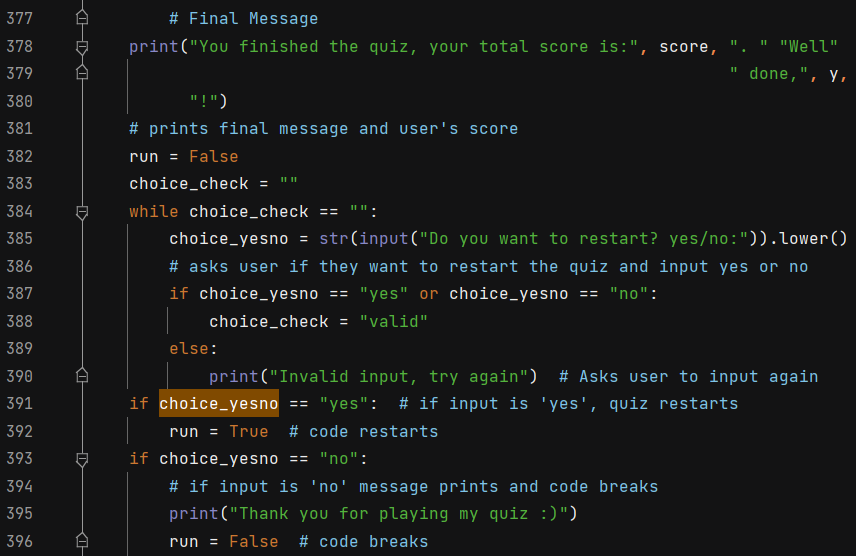 377 # Final Message
378 print("You finished the quiz, your total score is:", score, ". " "Well"
379 " done,", y,
380 "!")
381 # prints final message and user's score
382 run = False
383 choice_check = ""
384 while choice_check == "":
385 choice_yesno = str(input("Do you want to restart? yes/no:")).lower()
386 # asks user if they want to restart the quiz and input yes or no
387 if choice_yesno == "yes" or choice_yesno == "no":
388 choice_check = "valid"
389 else:
390 print("Invalid input, try again")  # Asks user to input again
391 if choice_yesno == "yes":  # if input is 'yes', quiz restarts
392 run = True  # code restarts
393 if choice_yesno == "no":
394 # if input is 'no' message prints and code breaks
395 print("Thank you for playing my quiz :)")
396 run = False  # code breaks